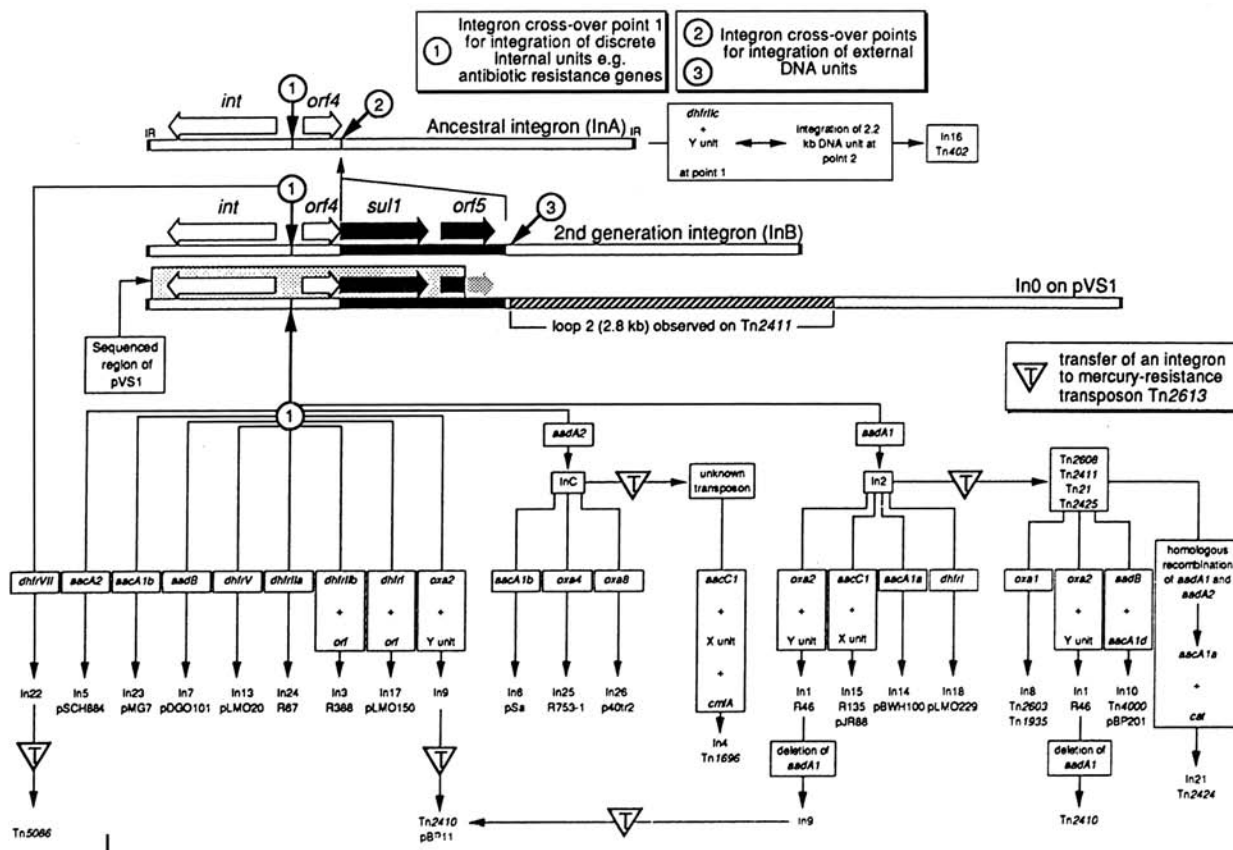 Integron cross-over point 1
for integration of discrete
Internal units e.g.
antibiotic resistance genes
1
2
3
Integron cross-over points
for integration of external
DNA units
1
2
int
orf4
IR
Ancestral integron (InA)
IR
dhfrIIc
+
Y unit
at point 1
Integration of 2.2
kb DNA unit at
point 2
In16
Tn402
1
int
orf4
sul1
orf5
3
2nd generation integron (InB)
In0 on pVS1
loop 2 (2.8 kb) observed on Tn2411
Sequenced
region of
pVS1
T
transfer of an integron
to mercury-resistance
transposon Tn2613
1
aadA2
aadA1
InC
T
unknown
transposon
In2
T
Tn2608
Tn2411
Tn21
Tn2425
homologous
recombination
of aadA1 and
aadA2
aacA1a
+
cat
dhfrVII
aacA2
aacA1b
aadB
dhfrV
dhfrIIa
dhfrIIb
+
orf
dhfrI
+
orf
oxa2
+
Y unit
aacA1b
oxa4
oxa8
aacC1
+
X unit
+
cmlA
oxa2
+
Y unit
aacC1
+
X unit
aacA1a
dhfrI
oxa1
oxa2
+
Y unit
aadB
+
aacA1d
In22
In5
pSCH884
In23
pMG7
In7
pDGO101
In13
pLMO20
In24
R67
In3
R388
In17
pLMO150
In9
In6
pSa
In25
R753-1
In26
p40tr2
In4
Tn1696
In1
R46
In15
R135
pJR88
In14
pBWH100
In18
pLMO229
In8
Tn2603
Tn1935
In1
R46
In10
Tn4000
pBP201
In21
Tn2424
T
T
deletion of
aadA1
deletion of
aadA1
Tn5086
Tn2410
T
In9
Tn2410